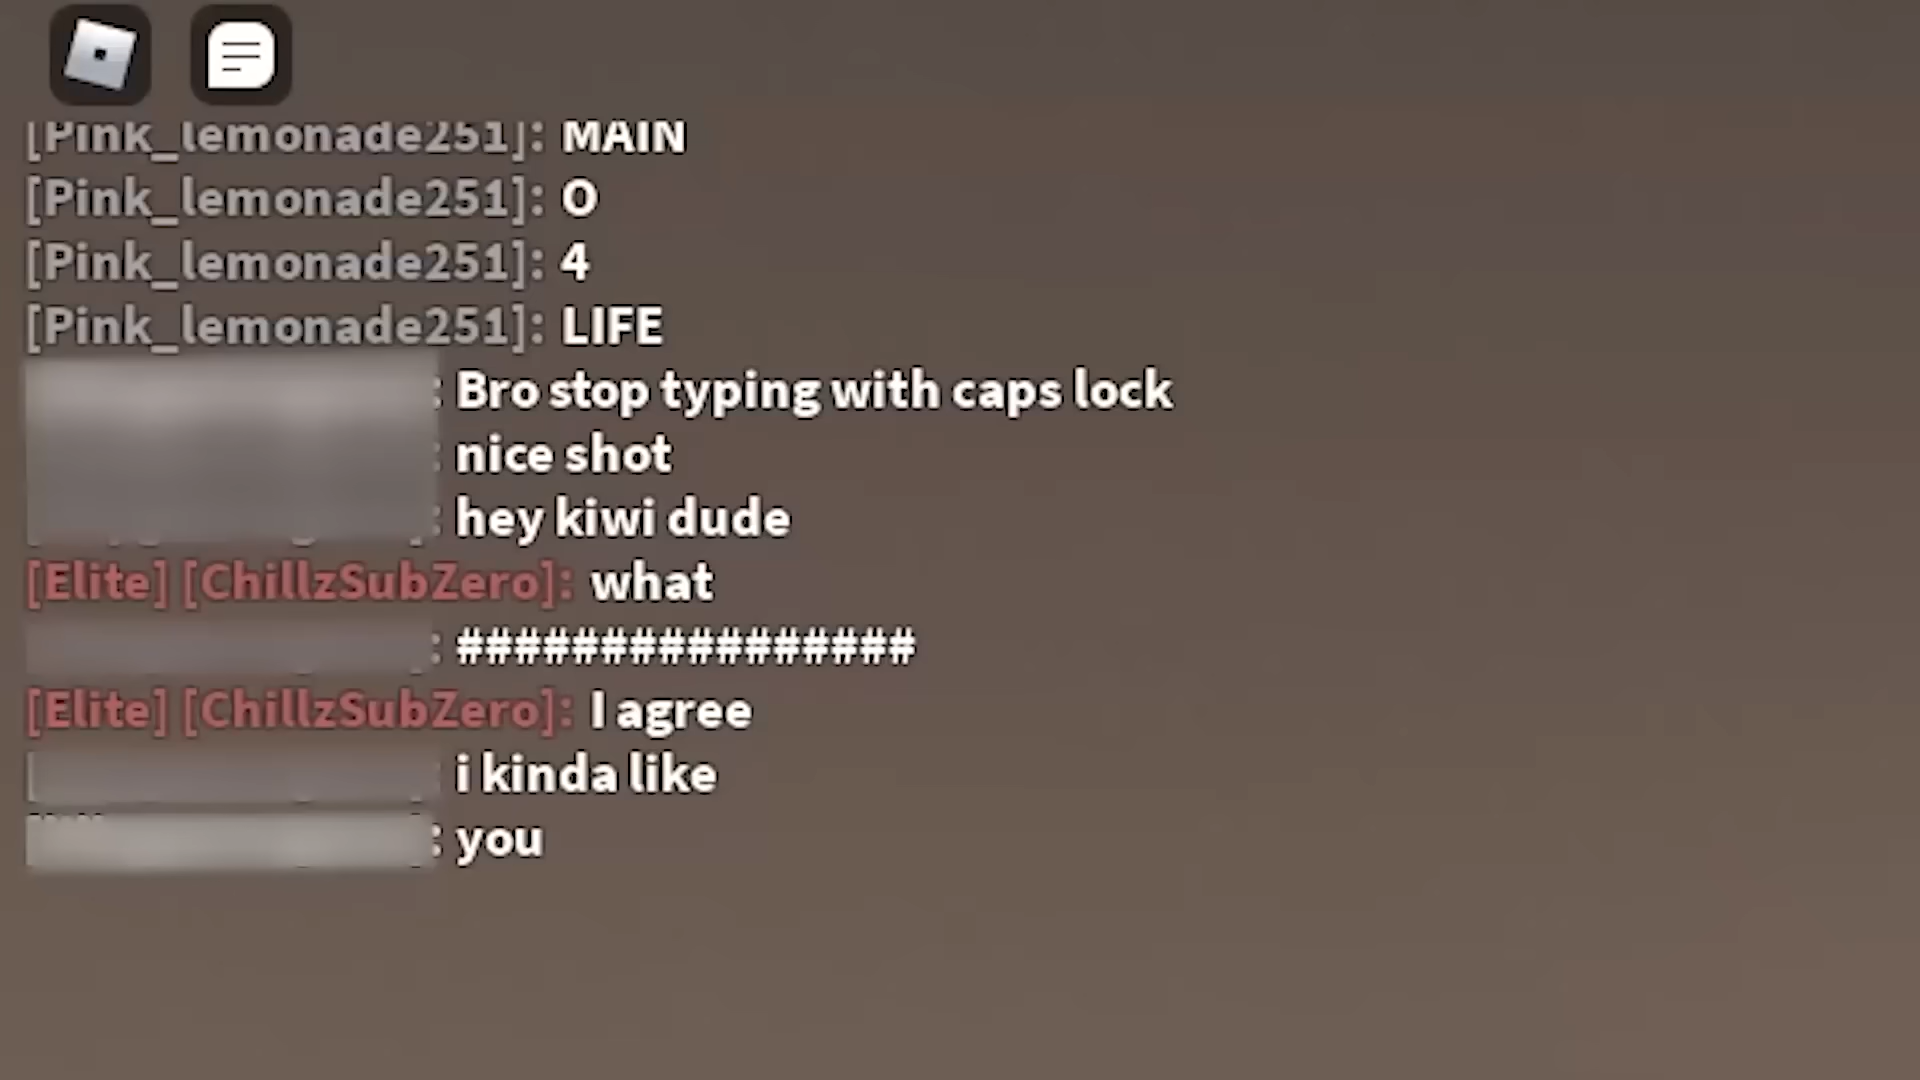 [Pink_lemonade251]: MAIN
[Pink_lemonade251]: O
[Pink_lemonade251]: 4
[Pink_lemonade251]: LIFE
: Bro stop typing with caps lock
: nice shot
: hey kiwi dude
[Elite] [ChillzSubZero]: what
: ################
[Elite] [ChillzSubZero]: I agree
: i kinda like
: you